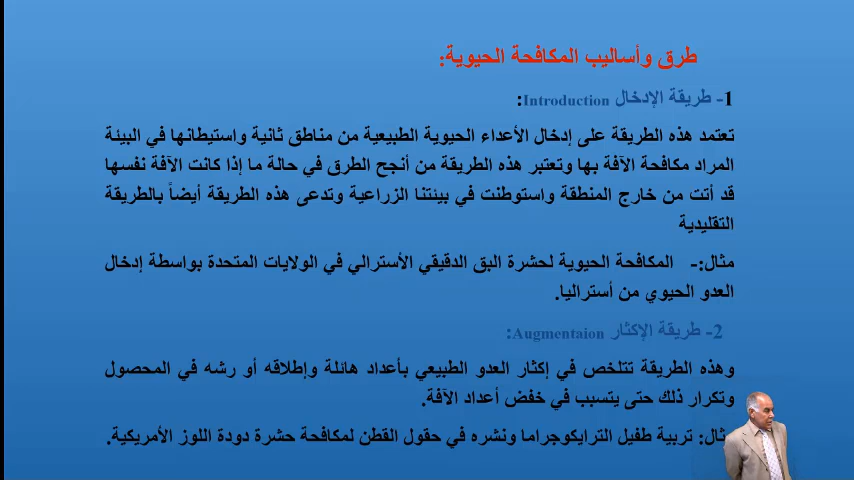 طرق وأساليب المكافحة الحيوية:
1- طريقة الإدخال Introduction:
تعتمد هذه الطريقة على إدخال الأعداء الحيوية الطبيعية من مناطق ثانية واستيطانها في البيئة
المراد مكافحة الآفة بها وتعتبر هذه الطريقة من أنجح الطرق في حالة ما إذا كانت الآفة نفسها
قد أتت من خارج المنطقة واستوطنت في بيئتنا الزراعية وتدعى هذه الطريقة أيضاً بالطريقة
التقليدية
مثال:- المكافحة الحيوية لحشرة البق الدقيقي الأسترالي في الولايات المتحدة بواسطة إدخال
العدو الحيوي من أستراليا.
2- طريقة الإكثار Augmentaion:
وهذه الطريقة تتلخص في إكثار العدو الطبيعي بأعداد هائلة وإطلاقه أو رشه في المحصول
وتكرار ذلك حتى يتسبب في خفض أعداد الآفة.
تربية طفيل الترايكوجراما ونشره في حقول القطن لمكافحة حشرة دودة اللوز الأمريكية.